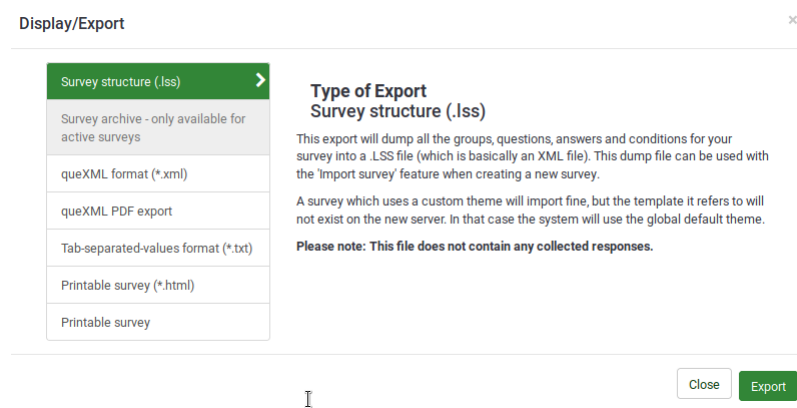 Display/Export
×
Survey structure (.lss)
Survey archive - only available for
active surveys
queXML format (*.xml)
queXML PDF export
Tab-separated-values format (*.txt)
Printable survey (*.html)
Printable survey
Type of Export
Survey structure (.lss)
This export will dump all the groups, questions, answers and conditions for your
survey into a .LSS file (which is basically an XML file). This dump file can be used with
the 'Import survey' feature when creating a new survey.
A survey which uses a custom theme will import fine, but the template it refers to will
not exist on the new server. In that case the system will use the global default theme.
Please note: This file does not contain any collected responses.
Close
Export